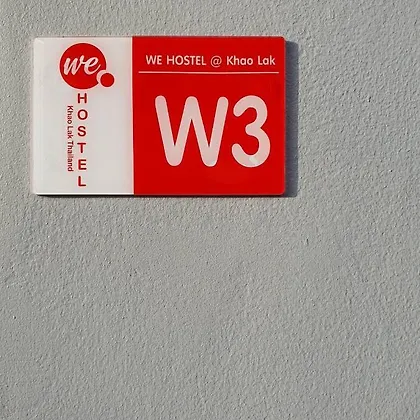 we.
HOSTEL
Khao Lak Thailand
WE HOSTEL @ Khao Lak
W3